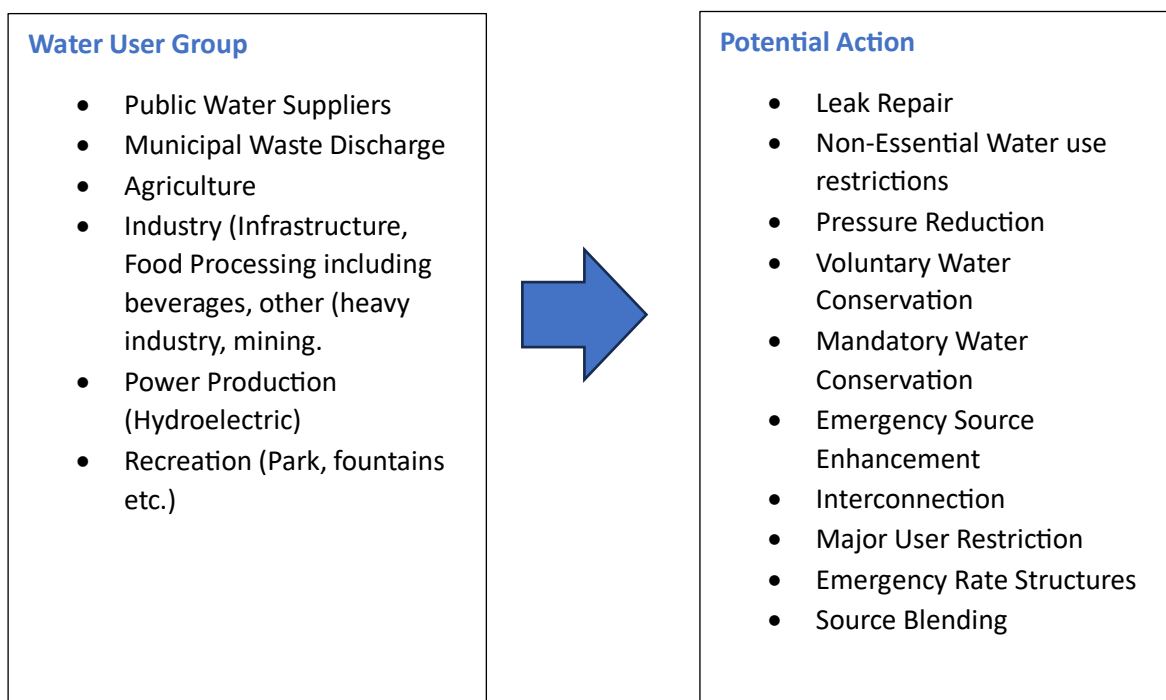 Water User Group
• Public Water Suppliers
• Municipal Waste Discharge
• Agriculture
• Industry (Infrastructure,
Food Processing including
beverages, other (heavy
industry, mining.
• Power Production
(Hydroelectric)
• Recreation (Park, fountains
etc.)
Potential Action
• Leak Repair
• Non-Essential Water use
restrictions
• Pressure Reduction
• Voluntary Water
Conservation
• Mandatory Water
Conservation
• Emergency Source
Enhancement
• Interconnection
• Major User Restriction
• Emergency Rate Structures
• Source Blending